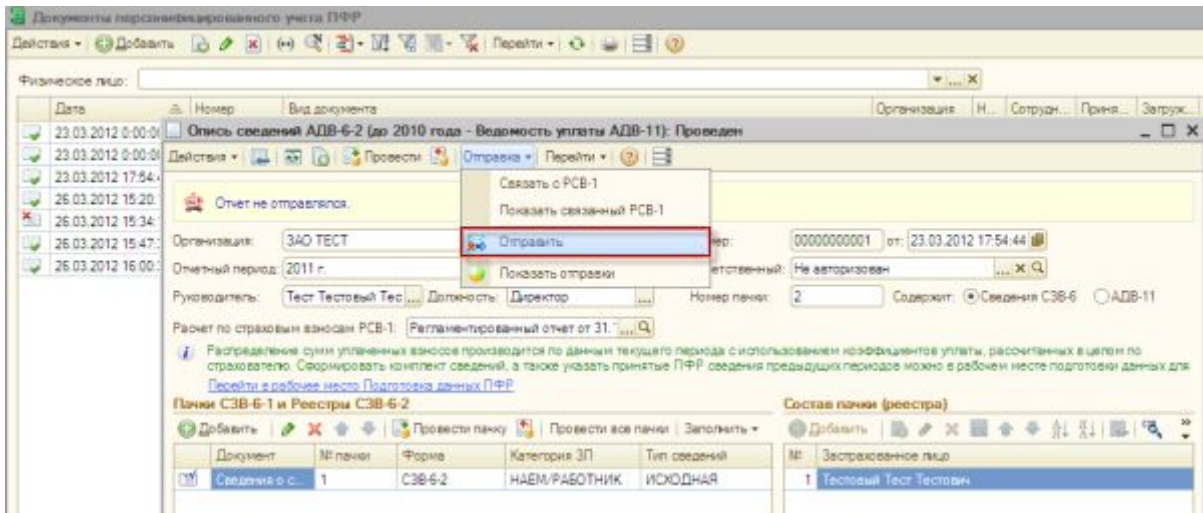 Документы персонифицированного учета ПФР
Действия Добавить Перейти
Физическое лицо:
Дата Номер Вид документа Организация Н... Сотрудн... Приня... Загруж...
23.03.2012 0:00:0
23.03.2012 0:00:0
23.03.2012 17:54:
26.03.2012 15:20:
26.03.2012 15:34:
26.03.2012 15:47:
26.03.2012 16:00:
Опись сведений АДВ-6-2 (до 2010 года - Ведомость уплаты АДВ-11): Проведен
Действия Провести Отправка Перейти
Связать с РСВ-1
Показать связанный РСВ-1
Отправить
Показать отправки
Отчет не отправлялся.
Организация: ЗАО ТЕСТ ер: 00000000001 от: 23.03.2012 17:54:44
Отчетный период: 2011 г. етственный: Не авторизован
Руководитель: Тест Тестовый Тес ... Должность: Директор ... Номер пачки: 2 Содержит: Сведения СЗВ-6 АДВ-11
Расчет по страховым взносам РСВ-1: Регламентированный отчет от 31. ...
Распределение сумм уплаченных взносов производится по данным текущего периода с использованием коэффициентов уплаты, рассчитанных в целом по
страхователю. Сформировать комплект сведений, а также указать принятые ПФР сведения предыдущих периодов можно в рабочем месте подготовки данных для
Перейти в рабочее место Подготовка данных ПФР
Пачки СЗВ-6-1 и Реестры СЗВ-6-2 Состав пачки (реестра)
Добавить Провести пачку Провести все пачки Заполнить Добавить
Документ № пачки Форма Категория ЗЛ Тип сведений № Застрахованное лицо
Сведения о с... 1 СЗВ-6-2 НАЕМ/РАБОТНИК ИСХОДНАЯ 1 Тестовый Тест Тестович